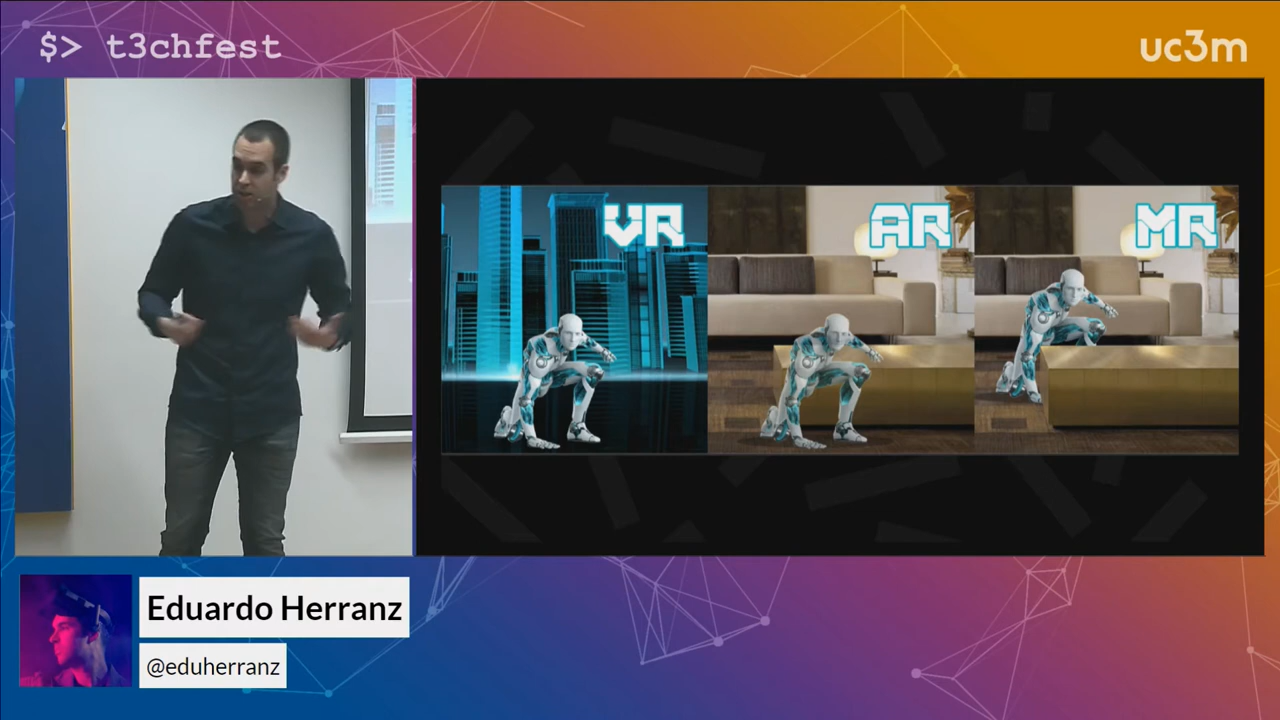 $> t3chfest
uc3m
VR
AR
MR
Eduardo Herranz
@eduherranz